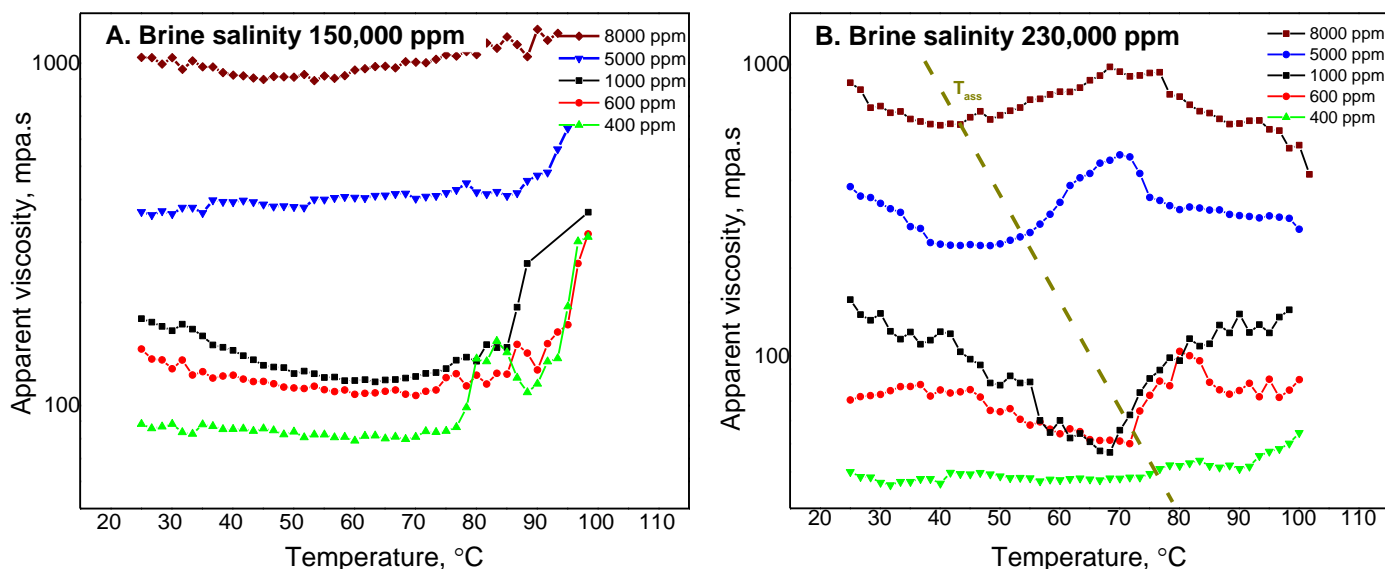 A. Brine salinity 150,000 ppm
8000 ppm
5000 ppm
1000 ppm
600 ppm
400 ppm
1000
100
Apparent viscosity, mpa.s
20 30 40 50 60 70 80 90 100 110
Temperature, °C
B. Brine salinity 230,000 ppm
8000 ppm
5000 ppm
1000 ppm
600 ppm
400 ppm
Tass
1000
100
Apparent viscosity, mpa.s
20 30 40 50 60 70 80 90 100 110
Temperature, °C